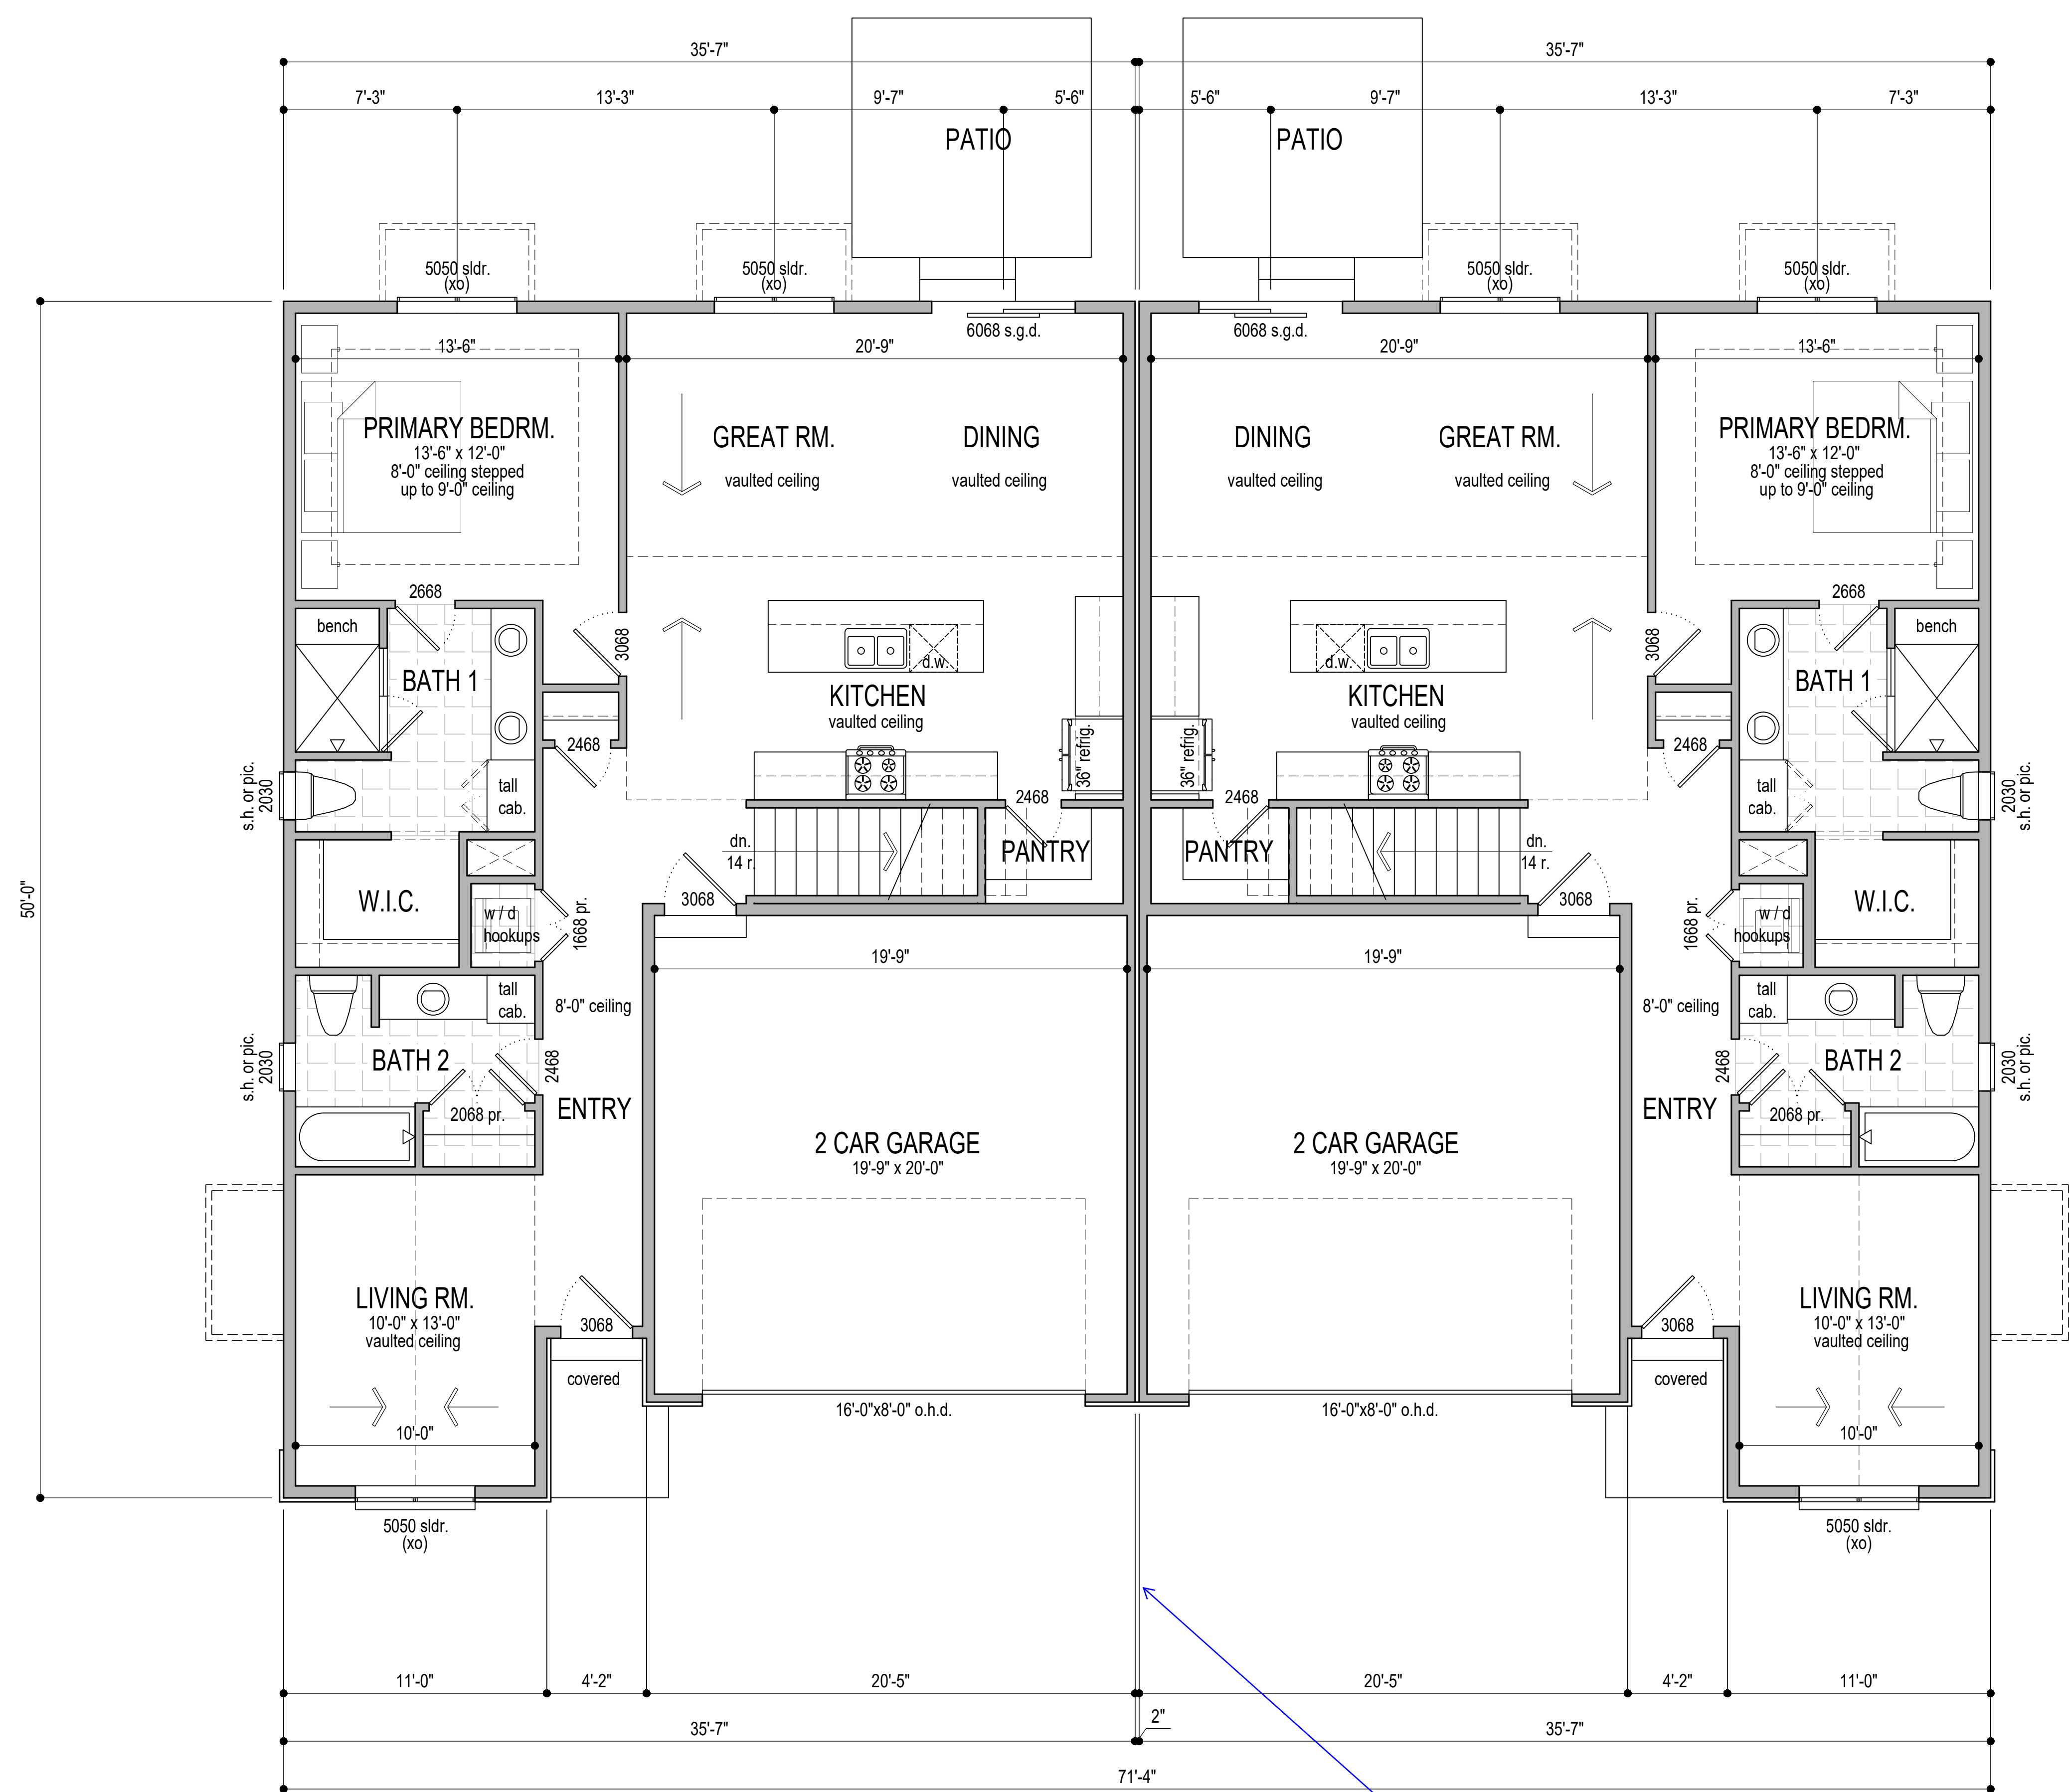 35'-7"
35'-7"
7'-3"
13'-3"
9'-7"
5'-6"
5'-6"
9'-7"
13'-3"
7'-3"
PATIO
PATIO
5050 sldr.
(xo)
5050 sldr.
(xo)
5050 sldr.
(xo)
5050 sldr.
(xo)
6068 s.g.d.
6068 s.g.d.
13'-6"
20'-9"
20'-9"
13'-6"
PRIMARY BEDRM.
13'-6" x 12'-0"
8'-0" ceiling stepped
up to 9'-0" ceiling
GREAT RM.
vaulted ceiling
DINING
vaulted ceiling
DINING
vaulted ceiling
GREAT RM.
vaulted ceiling
PRIMARY BEDRM.
13'-6" x 12'-0"
8'-0" ceiling stepped
up to 9'-0" ceiling
2668
2668
bench
3068
d.w.
d.w.
3068
bench
BATH 1
KITCHEN
vaulted ceiling
KITCHEN
vaulted ceiling
BATH 1
2468
36" refrig.
36" refrig.
2468
s.h. or pic.
2030
tall
cab.
2468
2468
tall
cab.
2030
s.h. or pic.
dn.
14 r.
PANTRY
PANTRY
dn.
14 r.
50'-0"
W.I.C.
w / d
hookups
1668 pr.
3068
3068
1668 pr.
w / d
hookups
W.I.C.
19'-9"
19'-9"
tall
cab.
8'-0" ceiling
8'-0" ceiling
tall
cab.
s.h. or pic.
2030
BATH 2
2468
2468
BATH 2
2030
s.h. or pic.
2068 pr.
ENTRY
ENTRY
2068 pr.
2 CAR GARAGE
19'-9" x 20'-0"
2 CAR GARAGE
19'-9" x 20'-0"
LIVING RM.
10'-0" x 13'-0"
vaulted ceiling
3068
3068
LIVING RM.
10'-0" x 13'-0"
vaulted ceiling
covered
covered
16'-0"x8'-0" o.h.d.
16'-0"x8'-0" o.h.d.
10'-0"
10'-0"
5050 sldr.
(xo)
5050 sldr.
(xo)
11'-0"
4'-2"
20'-5"
20'-5"
4'-2"
11'-0"
2"
35'-7"
35'-7"
71'-4"